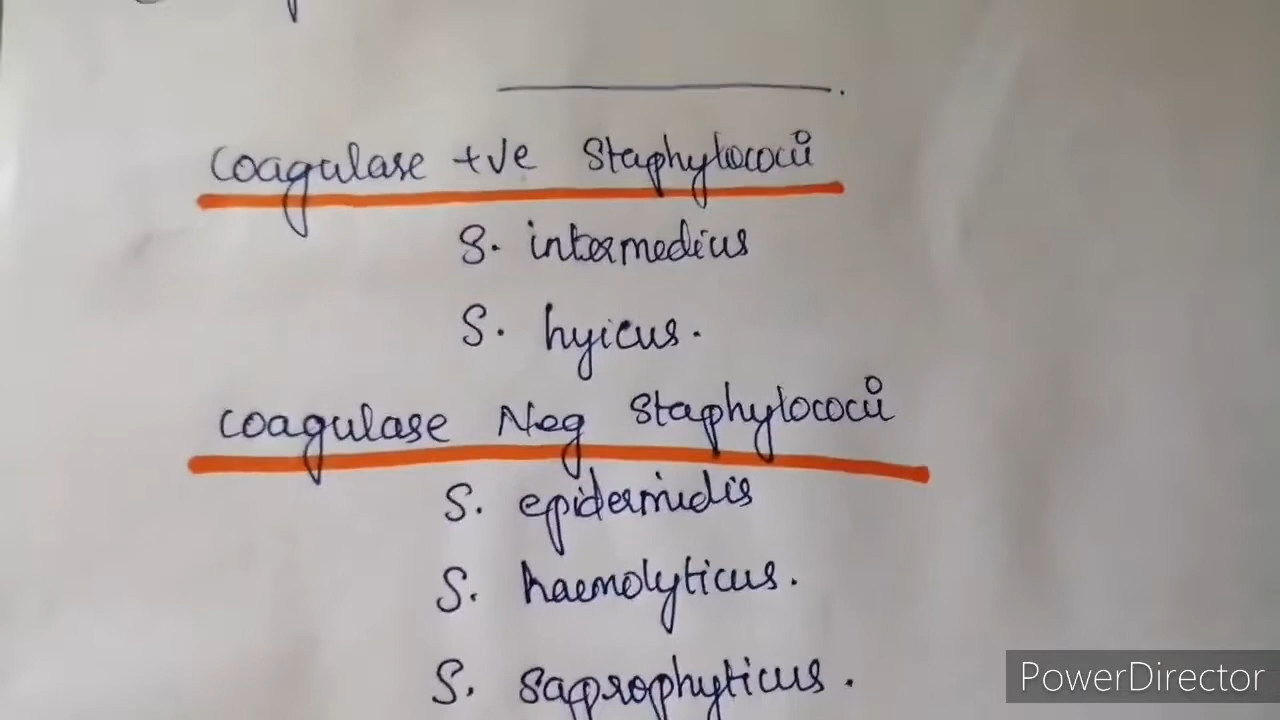 Coagulase +ve Staphylococci
S. intermedius
S. hyicus.
Coagulase Neg Staphylococci
S. epidermidis
S. haemolyticus.
S. saprophyticus.
PowerDirector